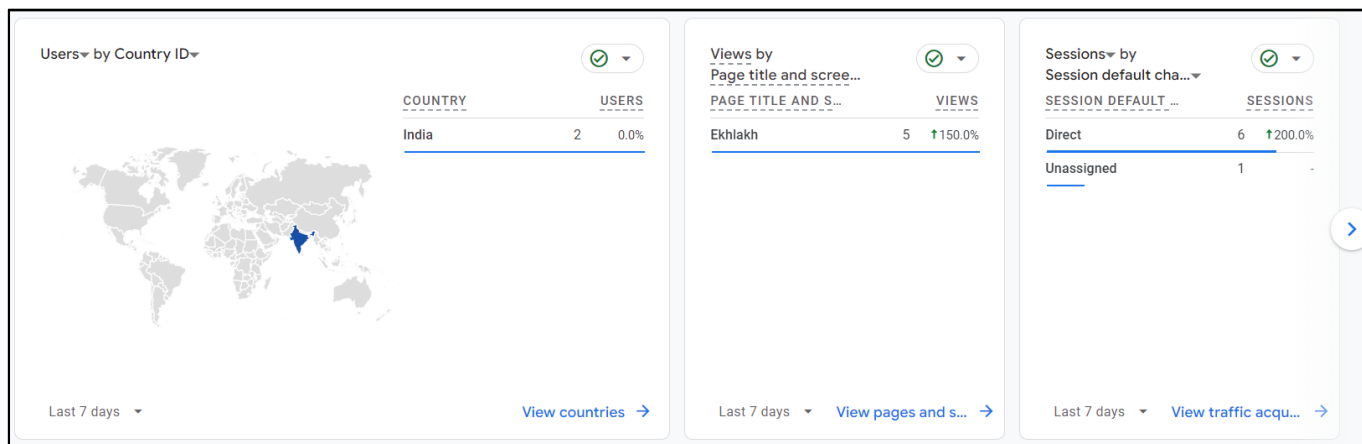 Users by Country ID
COUNTRY USERS
India 2 0.0%
Last 7 days
View countries
Views by
Page title and scree...
PAGE TITLE AND S... VIEWS
Ekhlakh 5 150.0%
Last 7 days
View pages and s...
Sessions by
Session default cha...
SESSION DEFAULT ... SESSIONS
Direct 6 200.0%
Unassigned 1 -
Last 7 days
View traffic acqu...